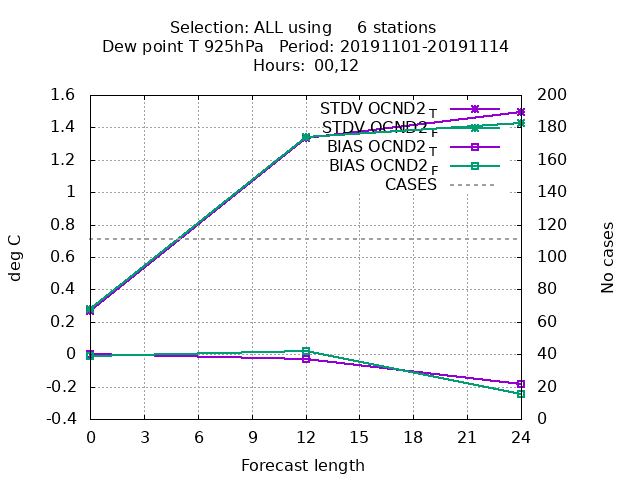 Selection: ALL using     6 stations
Dew point T 925hPa   Period: 20191101-20191114
Hours:  00,12
1.6
1.4
1.2
1
0.8
0.6
0.4
0.2
0
-0.2
-0.4
deg C
STDV OCND2 T
STDV OCND2 F
BIAS OCND2 T
BIAS OCND2 F
CASES
200
180
160
140
120
100
80
60
40
20
0
No cases
0 3 6 9 12 15 18 21 24
Forecast length